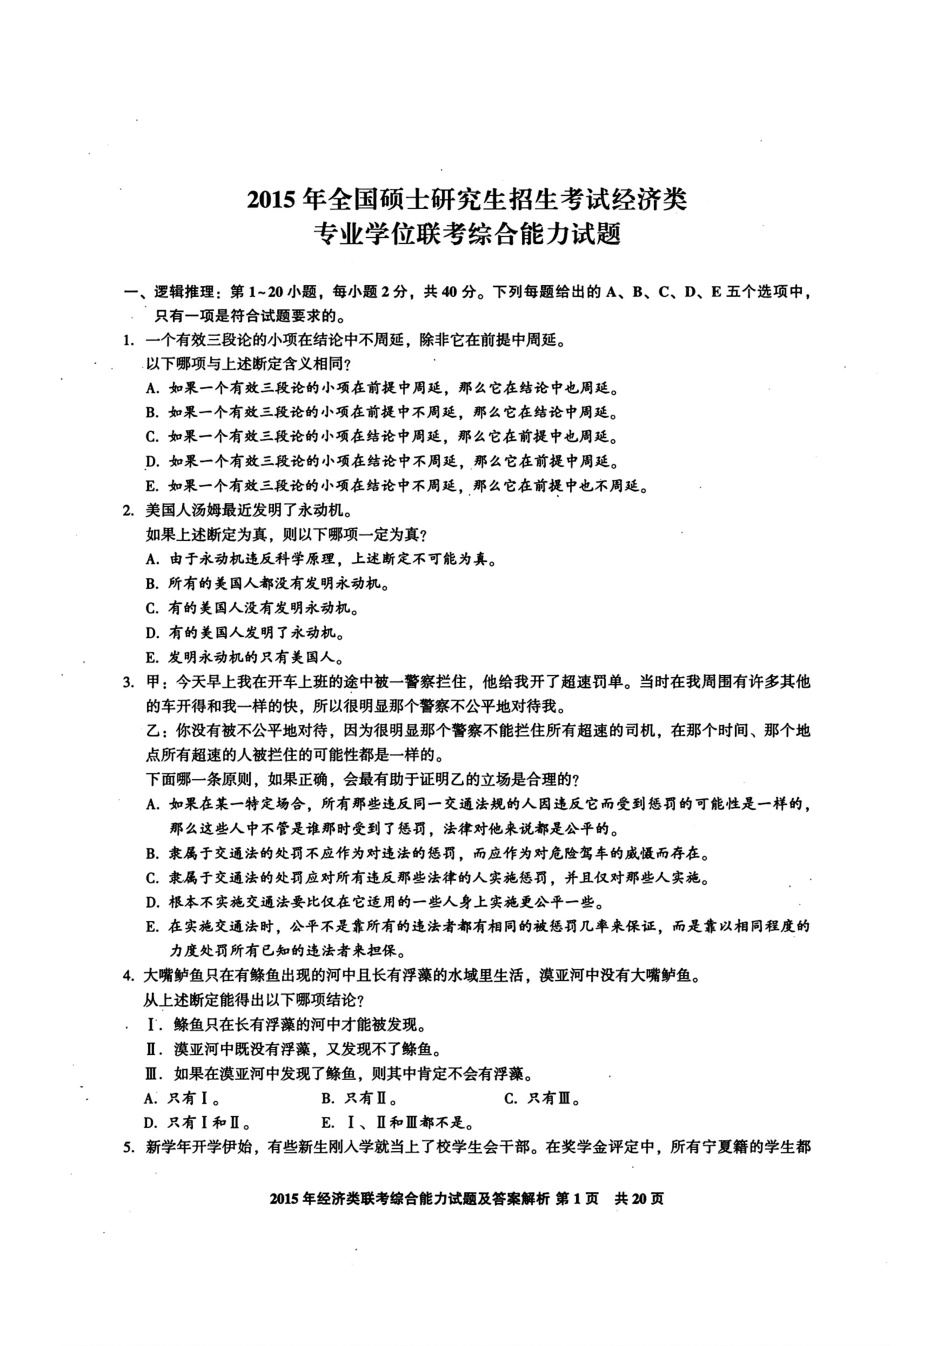 2015 年全国硕士研究生招生考试经济类
专业学位联考综合能力试题
一、逻辑推理：第 1~20 小题，每小题 2 分，共 40 分。下列每题给出的 A、B、C、D、E 五个选项中，
只有一项是符合试题要求的。
1. 一个有效三段论的小项在结论中不周延，除非它在前提中周延。
以下哪项与上述断定含义相同?
A. 如果一个有效三段论的小项在前提中周延，那么它在结论中也周延。
B. 如果一个有效三段论的小项在前提中不周延，那么它在结论中周延。
C. 如果一个有效三段论的小项在结论中周延，那么它在前提中也周延。
D. 如果一个有效三段论的小项在结论中不周延，那么它在前提中周延。
E. 如果一个有效三段论的小项在结论中不周延，那么它在前提中也不周延。
2. 美国人汤姆最近发明了永动机。
如果上述断定为真，则以下哪项一定为真?
A. 由于永动机违反科学原理，上述断定不可能为真。
B. 所有的美国人都没有发明永动机。
C. 有的美国人没有发明永动机。
D. 有的美国人发明了永动机。
E. 发明永动机的只有美国人。
3. 甲：今天早上我在开车上班的途中被一警察拦住，他给我开了超速罚单。当时在我周围有许多其他
的车开得和我一样的快，所以很明显那个警察不公平地对待我。
乙：你没有被不公平地对待，因为很明显那个警察不能拦住所有超速的司机，在那个时间、那个地
点所有超速的人被拦住的可能性都是一样的。
下面哪一条原则，如果正确，会最有助于证明乙的立场是合理的?
A. 如果在某一特定场合，所有那些违反同一交通法规的人因违反它而受到惩罚的可能性是一样的，
那么这些人中不管是谁那时受到了惩罚，法律对他来说都是公平的。
B. 隶属于交通法的处罚不应作为对违法的惩罚，而应作为对危险驾车的威慑而存在。
C. 隶属于交通法的处罚应对所有违反那些法律的人实施惩罚，并且仅对那些人实施。
D. 根本不实施交通法要比仅在它适用的一些人身上实施更公平一些。
E. 在实施交通法时，公平不是靠所有的违法者都有相同的被惩罚几率来保证，而是靠以相同程度的
力度处罚所有已知的违法者来担保。
4. 大嘴鲈鱼只在有鲦鱼出现的河中且长有浮藻的水域里生活，漠亚河中没有大嘴鲈鱼。
从上述断定能得出以下哪项结论?
Ⅰ. 鲦鱼只在长有浮藻的河中才能被发现。
Ⅱ. 漠亚河中既没有浮藻，又发现不了鲦鱼。
Ⅲ. 如果在漠亚河中发现了鲦鱼，则其中肯定不会有浮藻。
A. 只有Ⅰ。 B. 只有Ⅱ。 C. 只有Ⅲ。
D. 只有Ⅰ和Ⅱ。 E. Ⅰ、Ⅱ和Ⅲ都不是。
5. 新学年开学伊始，有些新生刚入学就当上了校学生会干部。在奖学金评定中，所有宁夏籍的学生都
2015 年经济类联考综合能力试题及答案解析 第 1 页 共 20 页